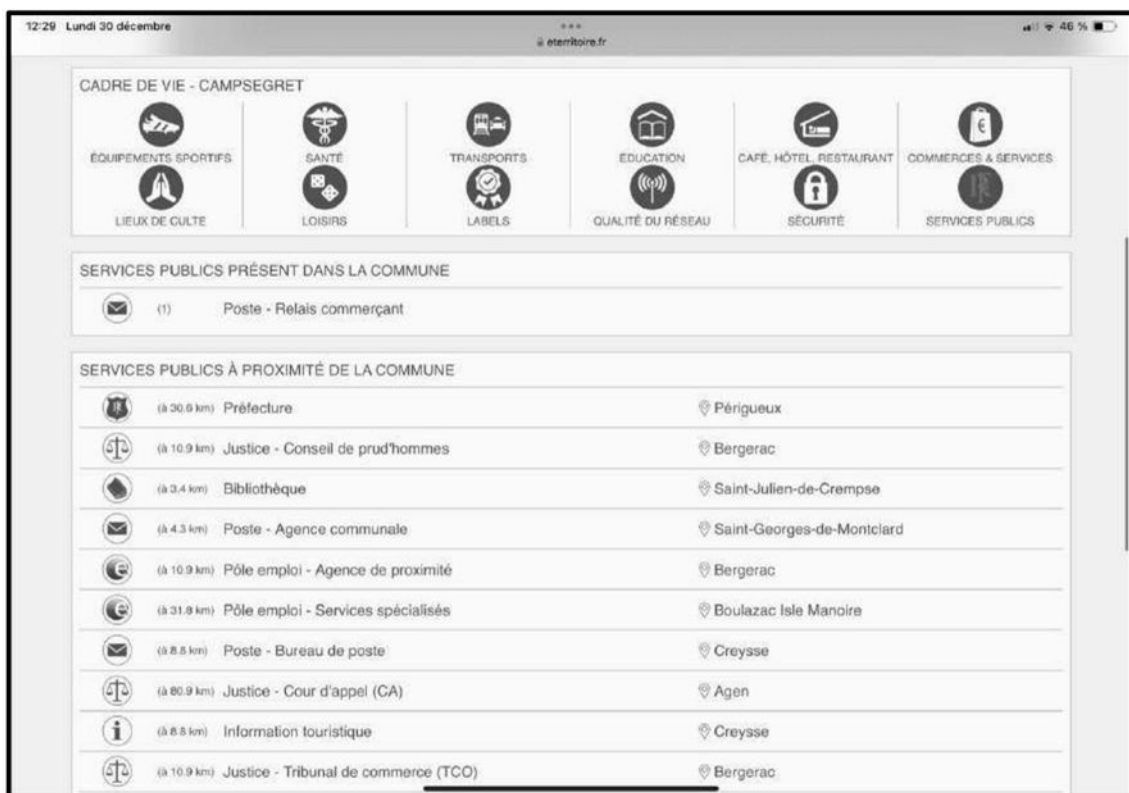 12:29 Lundi 30 décembre
46 %
eterritoire.fr
CADRE DE VIE - CAMPSEGRET
ÉQUIPEMENTS SPORTIFS SANTÉ TRANSPORTS ÉDUCATION CAFÉ, HÔTEL, RESTAURANT COMMERCES & SERVICES
LIEUX DE CULTE LOISIRS LABELS QUALITÉ DU RÉSEAU SÉCURITÉ SERVICES PUBLICS
SERVICES PUBLICS PRÉSENT DANS LA COMMUNE
(1) Poste - Relais commerçant
SERVICES PUBLICS À PROXIMITÉ DE LA COMMUNE
(à 30.6 km) Préfecture Périgueux
(à 10.9 km) Justice - Conseil de prud'hommes Bergerac
(à 3.4 km) Bibliothèque Saint-Julien-de-Crempse
(à 4.3 km) Poste - Agence communale Saint-Georges-de-Montclard
(à 10.9 km) Pôle emploi - Agence de proximité Bergerac
(à 31.8 km) Pôle emploi - Services spécialisés Boulazac Isle Manoire
(à 8.8 km) Poste - Bureau de poste Creysse
(à 80.9 km) Justice - Cour d'appel (CA) Agen
(à 8.8 km) Information touristique Creysse
(à 10.9 km) Justice - Tribunal de commerce (TCO) Bergerac